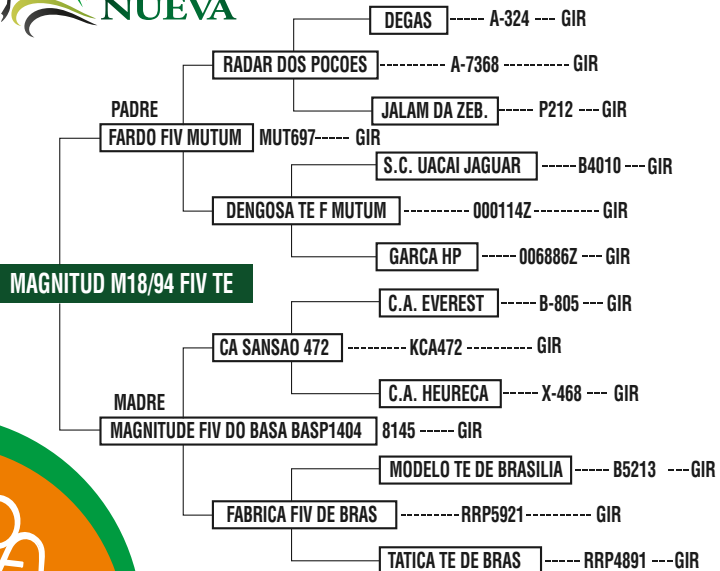 NUEVA
DEGAS ----- A-324 --- GIR
RADAR DOS POCOES ---------- A-7368 ---------- GIR
PADRE
JALAM DA ZEB. ----- P212 --- GIR
FARDO FIV MUTUM MUT697----- GIR
S.C. UACAI JAGUAR -----B4010 --- GIR
DENGOSA TE F MUTUM ---------- 000114Z---------- GIR
GARCA HP ----- 006886Z --- GIR
MAGNITUD M18/94 FIV TE
C.A. EVEREST ----- B-805 --- GIR
CA SANSAO 472 --------- KCA472 ---------- GIR
C.A. HEURECA ----- X-468 --- GIR
MADRE
MAGNITUDE FIV DO BASA BASP1404 8145 ----- GIR
MODELO TE DE BRASILIA ----- B5213 ---GIR
FABRICA FIV DE BRAS ---------RRP5921---------- GIR
TATICA TE DE BRAS ----- RRP4891 ---GIR